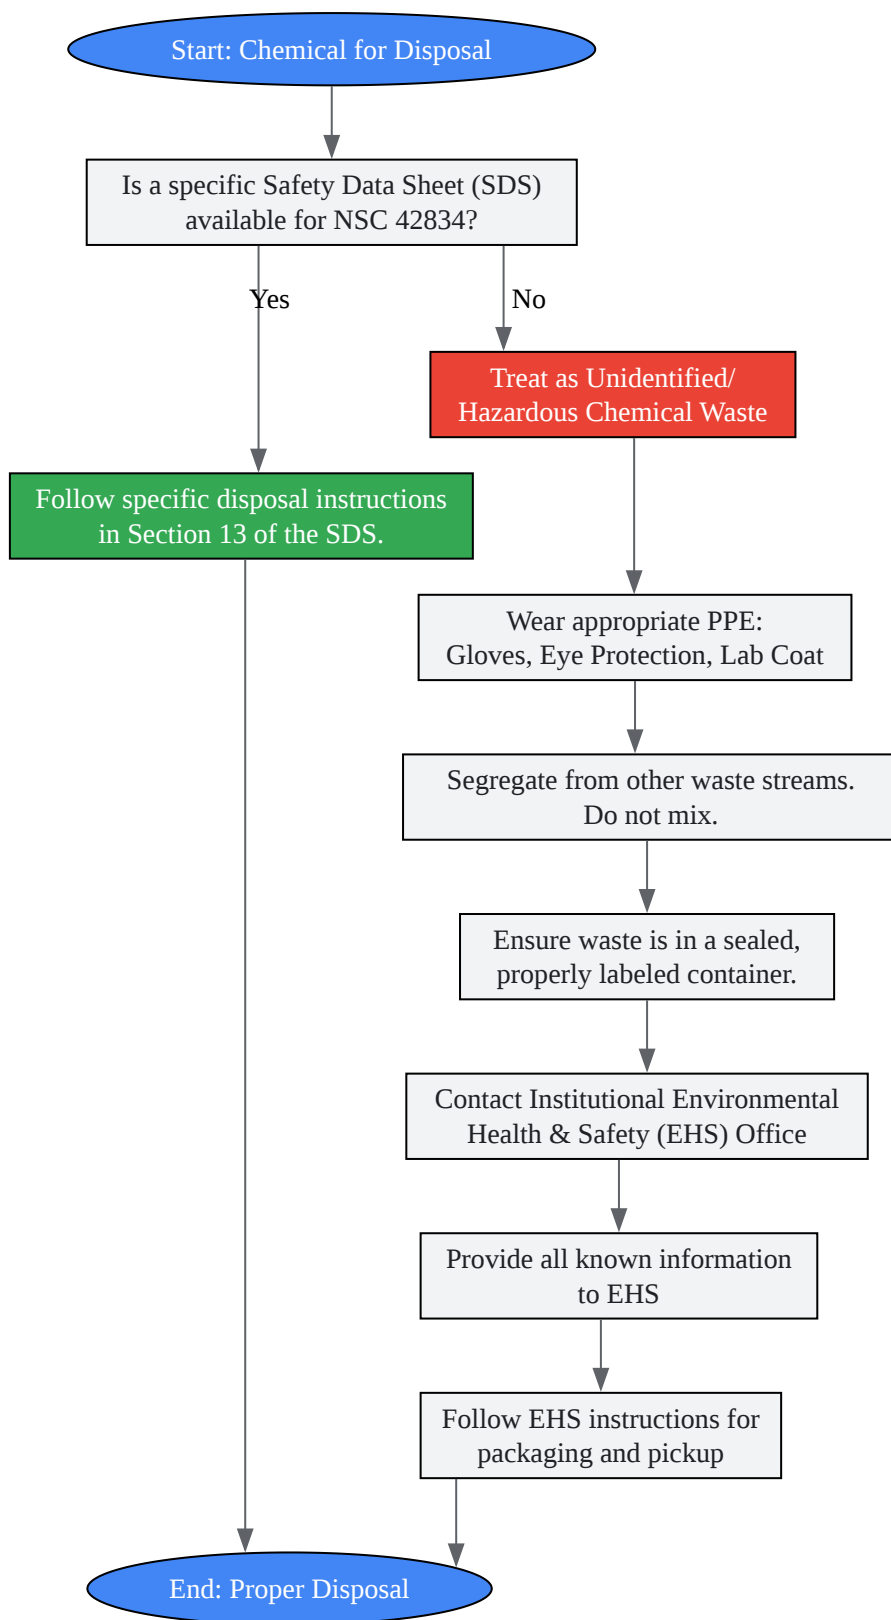 Start: Chemical for Disposal
Is a specific Safety Data Sheet (SDS)
available for NSC 42834?
Yes
No
Treat as Unidentified/
Hazardous Chemical Waste
Follow specific disposal instructions
in Section 13 of the SDS.
Wear appropriate PPE:
Gloves, Eye Protection, Lab Coat
Segregate from other waste streams.
Do not mix.
Ensure waste is in a sealed,
properly labeled container.
Contact Institutional Environmental
Health & Safety (EHS) Office
Provide all known information
to EHS
Follow EHS instructions for
packaging and pickup
End: Proper Disposal